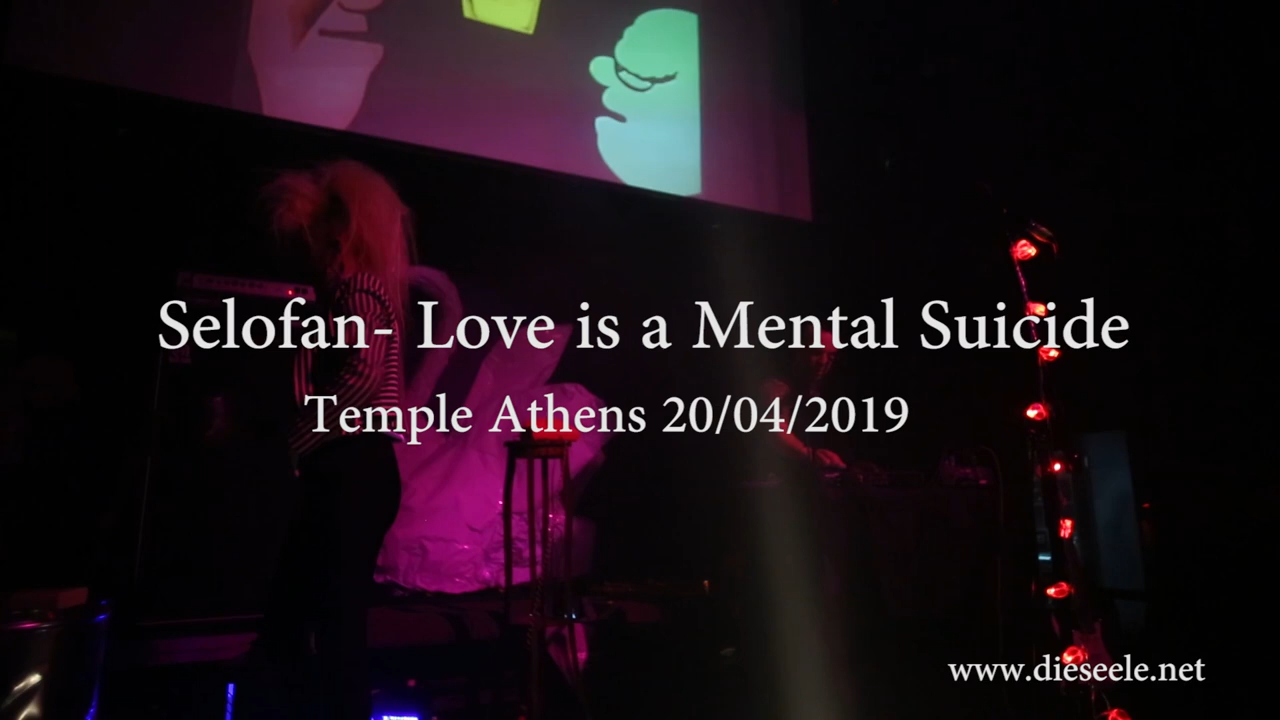 Selofan- Love is a Mental Suicide
Temple Athens 20/04/2019
www.dieseele.net